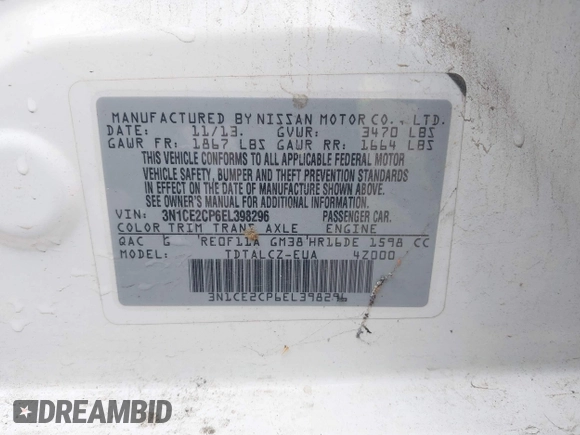 MANUFACTURED BY NISSAN MOTOR CO., LTD.
DATE: 11/13. GVWR: 3470 LBS
GAWR FR: 1867 LBS GAWR RR: 1664 LBS
THIS VEHICLE CONFORMS TO ALL APPLICABLE FEDERAL MOTOR
VEHICLE SAFETY, BUMPER AND THEFT PREVENTION STANDARDS
IN EFFECT ON THE DATE OF MANUFACTURE SHOWN ABOVE.
SEE OWNER'S MANUAL FOR ADDITIONAL INFORMATION.
VIN: 3N1CE2CP6EL398296 PASSENGER CAR.
COLOR TRIM TRANS AXLE ENGINE
QAC G RE0F11A GM38 HR16DE 1598 CC
MODEL: TDTALCZ-EUA 4Z000
3N1CE2CP6EL398296
DREAMBID